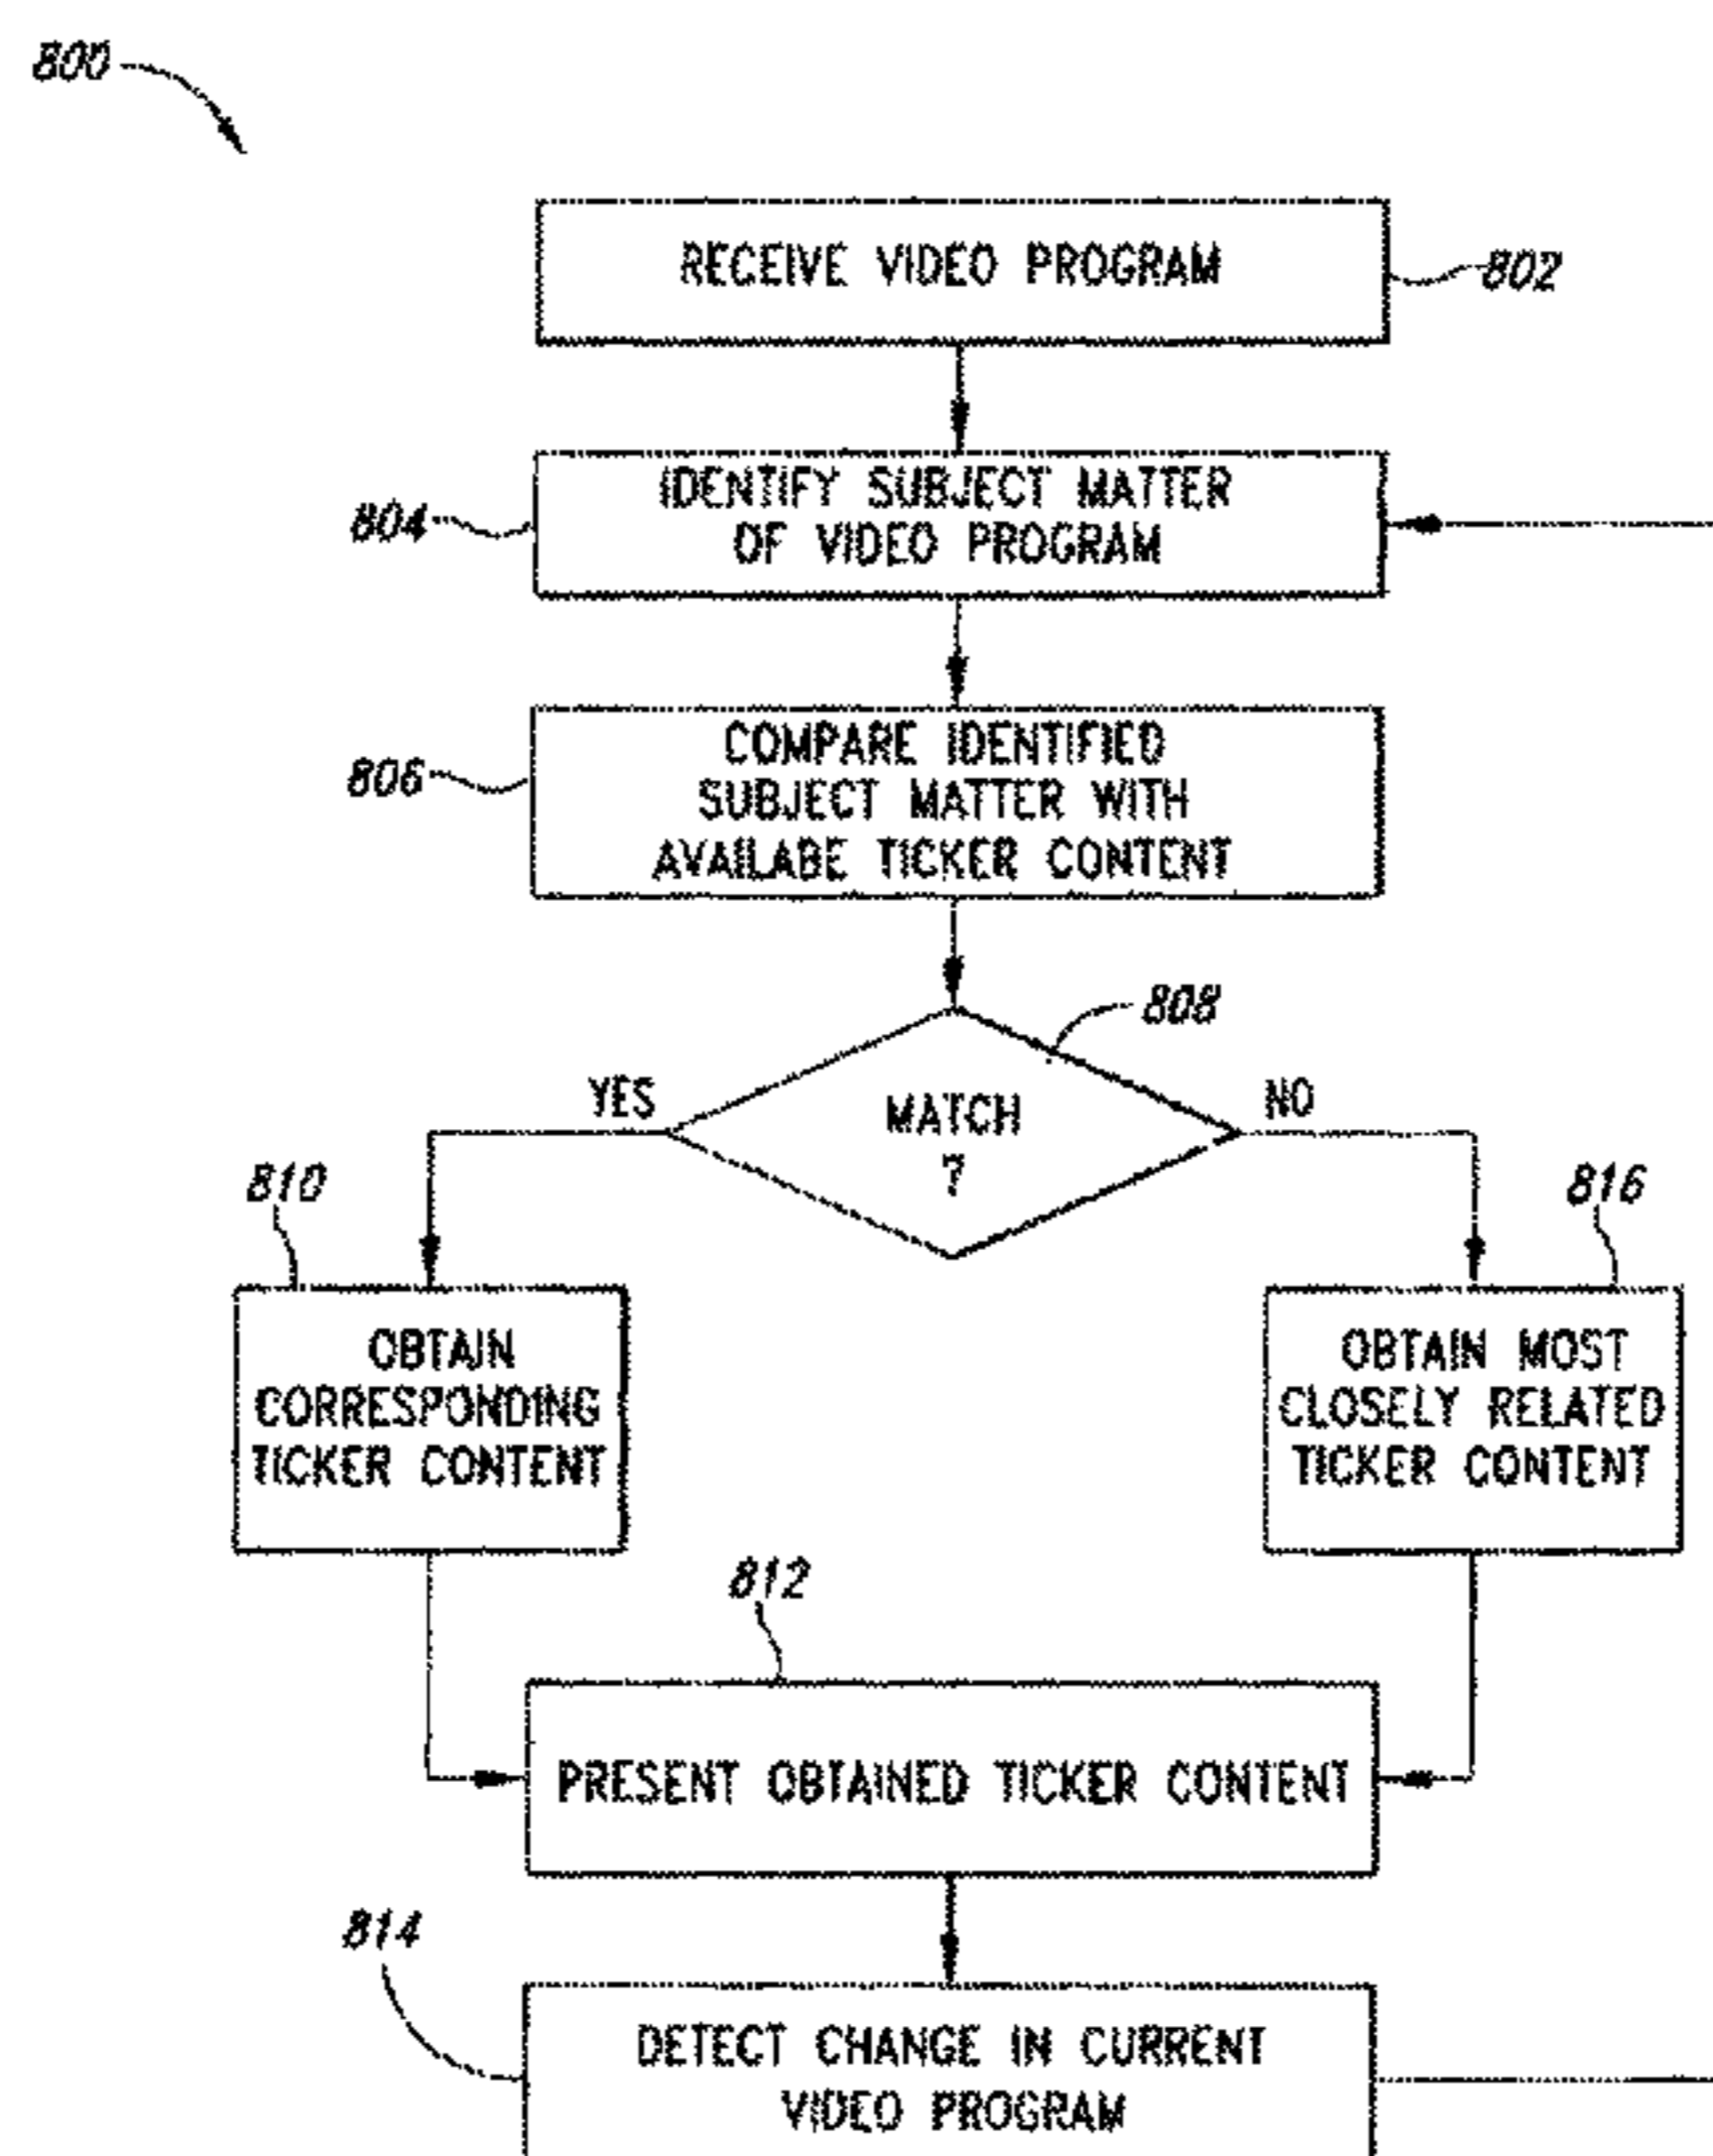 800
RECEIVE VIDEO PROGRAM
802
IDENTIFY SUBJECT MATTER
OF VIDEO PROGRAM
804
COMPARE IDENTIFIED
SUBJECT MATTER WITH
AVAILABE TICKER CONTENT
806
808
YES
MATCH
?
NO
810
816
OBTAIN
CORRESPONDING
TICKER CONTENT
OBTAIN MOST
CLOSELY RELATED
TICKER CONTENT
812
PRESENT OBTAINED TICKER CONTENT
814
DETECT CHANGE IN CURRENT
VIDEO PROGRAM